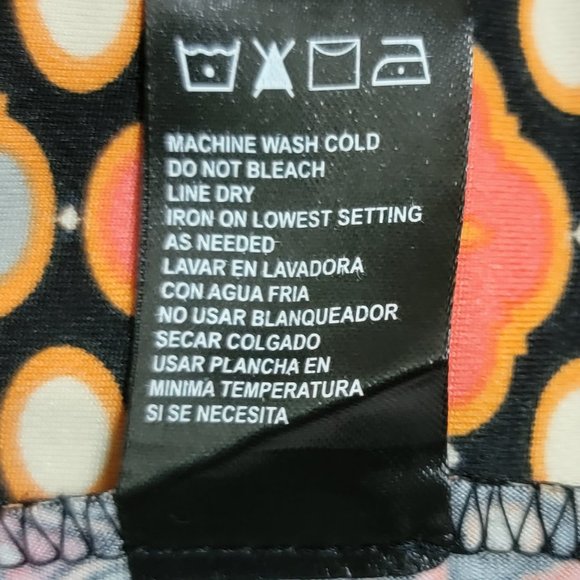 MACHINE WASH COLD
DO NOT BLEACH
LINE DRY
IRON ON LOWEST SETTING
AS NEEDED
LAVAR EN LAVADORA
CON AGUA FRIA
NO USAR BLANQUEADOR
SECAR COLGADO
USAR PLANCHA EN
MINIMA TEMPERATURA
SI SE NECESITA